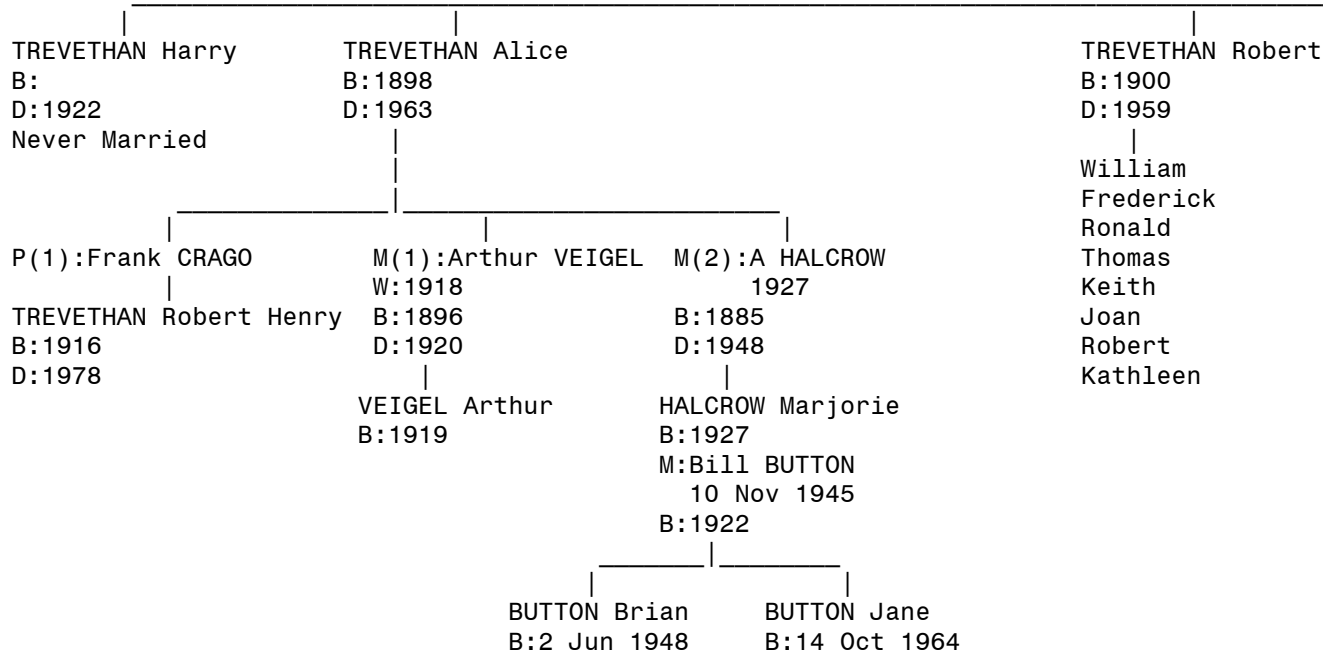 TREVETHAN Harry TREVETHAN Alice TREVETHAN Robert
B: B:1898 B:1900
D:1922 D:1963 D:1959
Never Married
William
Frederick
Ronald
P(1):Frank CRAGO M(1):Arthur VEIGEL M(2):A HALCROW Thomas
W:1918 1927 Keith
TREVETHAN Robert Henry B:1896 B:1885 Joan
B:1916 D:1920 D:1948 Robert
D:1978 Kathleen
VEIGEL Arthur HALCROW Marjorie
B:1919 B:1927
M:Bill BUTTON
10 Nov 1945
B:1922
BUTTON Brian BUTTON Jane
B:2 Jun 1948 B:14 Oct 1964